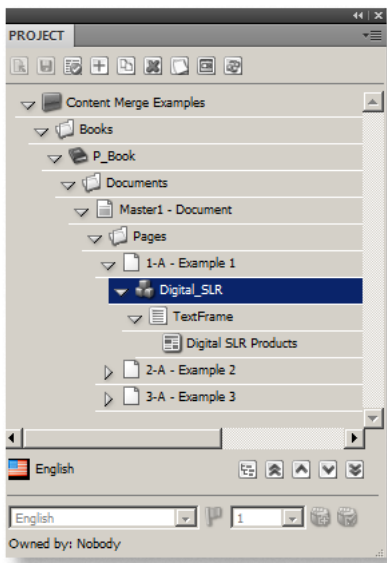 PROJECT
Content Merge Examples
Books
P_Book
Documents
Master1 - Document
Pages
1-A - Example 1
Digital_SLR
TextFrame
Digital SLR Products
2-A - Example 2
3-A - Example 3
English
English 1
Owned by: Nobody